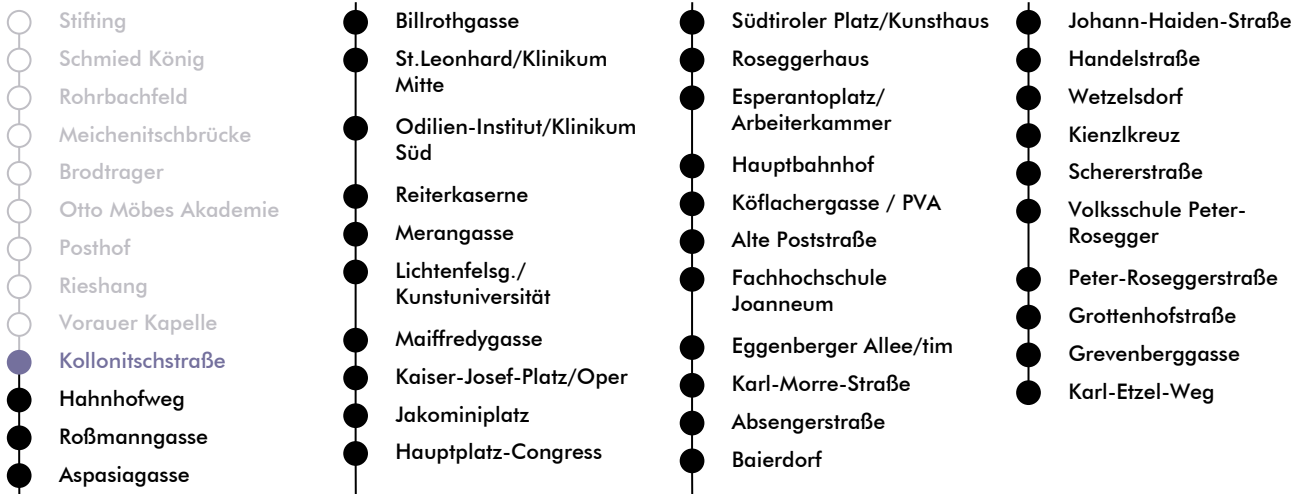 Stifting
Schmied König
Rohrbachfeld
Meichenitschbrücke
Brodtrager
Otto Möbes Akademie
Posthof
Rieshang
Vorauer Kapelle
Kollonitschstraße
Hahnhofweg
Roßmanngasse
Aspasiagasse
Billrothgasse
St.Leonhard/Klinikum
Mitte
Odilien-Institut/Klinikum
Süd
Reiterkaserne
Merangasse
Lichtenfelsg./
Kunstuniversität
Maiffredygasse
Kaiser-Josef-Platz/Oper
Jakominiplatz
Hauptplatz-Congress
Südtiroler Platz/Kunsthaus
Roseggerhaus
Esperantoplatz/
Arbeiterkammer
Hauptbahnhof
Köflachergasse / PVA
Alte Poststraße
Fachhochschule
Joanneum
Eggenberger Allee/tim
Karl-Morre-Straße
Absengerstraße
Baierdorf
Johann-Haiden-Straße
Handelstraße
Wetzelsdorf
Kienzlkreuz
Schererstraße
Volksschule Peter-
Rosegger
Peter-Roseggerstraße
Grottenhofstraße
Grevenberggasse
Karl-Etzel-Weg